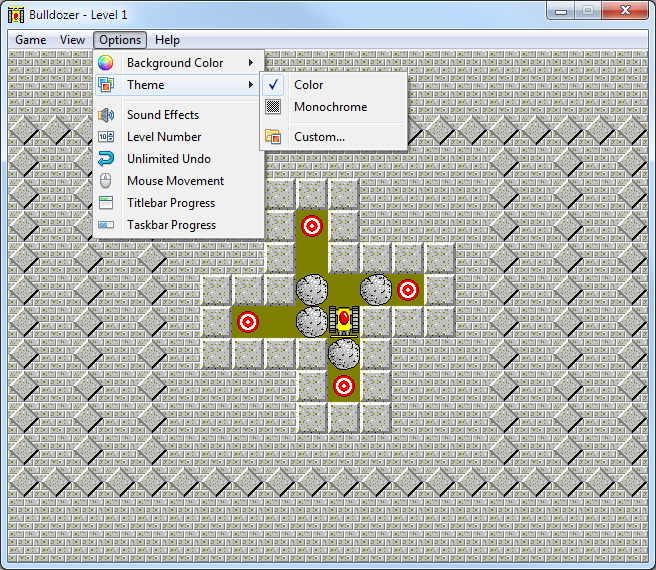 Bulldozer - Level 1
Game View Options Help
Background Color
Theme
Sound Effects
Level Number
Unlimited Undo
Mouse Movement
Titlebar Progress
Taskbar Progress
Color
Monochrome
Custom...
10